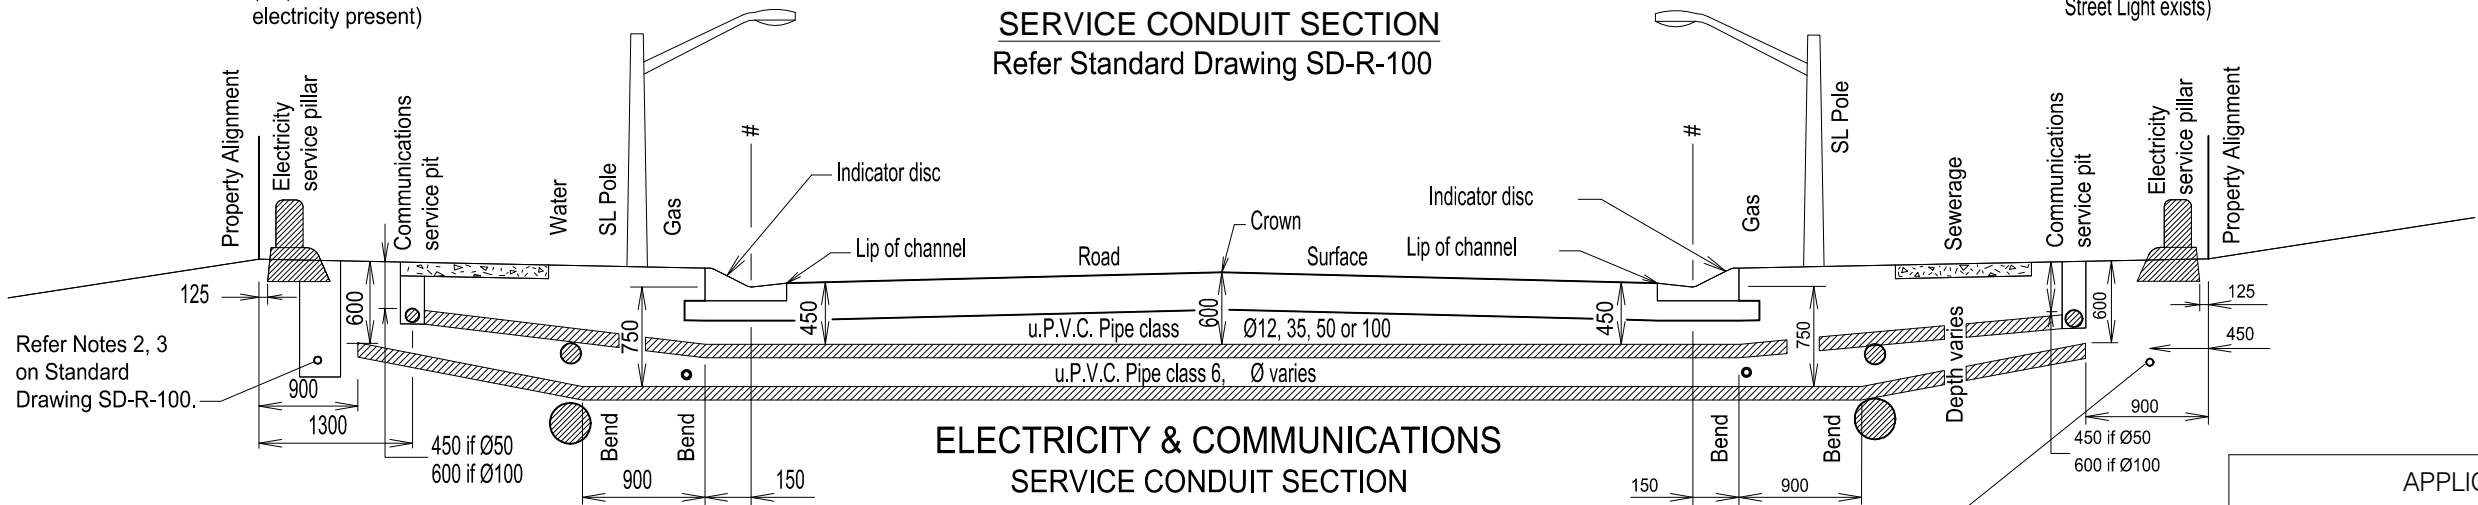 electricity present)
SERVICE CONDUIT SECTION
Refer Standard Drawing SD-R-100
Street Light exists)
Property Alignment
Electricity
service pillar
Communications
service pit
Water
SL Pole
Gas
#
Indicator disc
Lip of channel
Road
Crown
Surface
Indicator disc
Lip of channel
#
Gas
SL Pole
Sewerage
Communications
service pit
Electricity
service pillar
Property Alignment
125
600
750
450
600
450
750
600
125
450
u.P.V.C. Pipe class Ø12, 35, 50 or 100
u.P.V.C. Pipe class 6, Ø varies
Depth varies
Refer Notes 2, 3
on Standard
Drawing SD-R-100.
900
1300
450 if Ø50
600 if Ø100
Bend
Bend
900
150
ELECTRICITY & COMMUNICATIONS
SERVICE CONDUIT SECTION
150
900
Bend
Bend
900
450 if Ø50
600 if Ø100
APPLIC